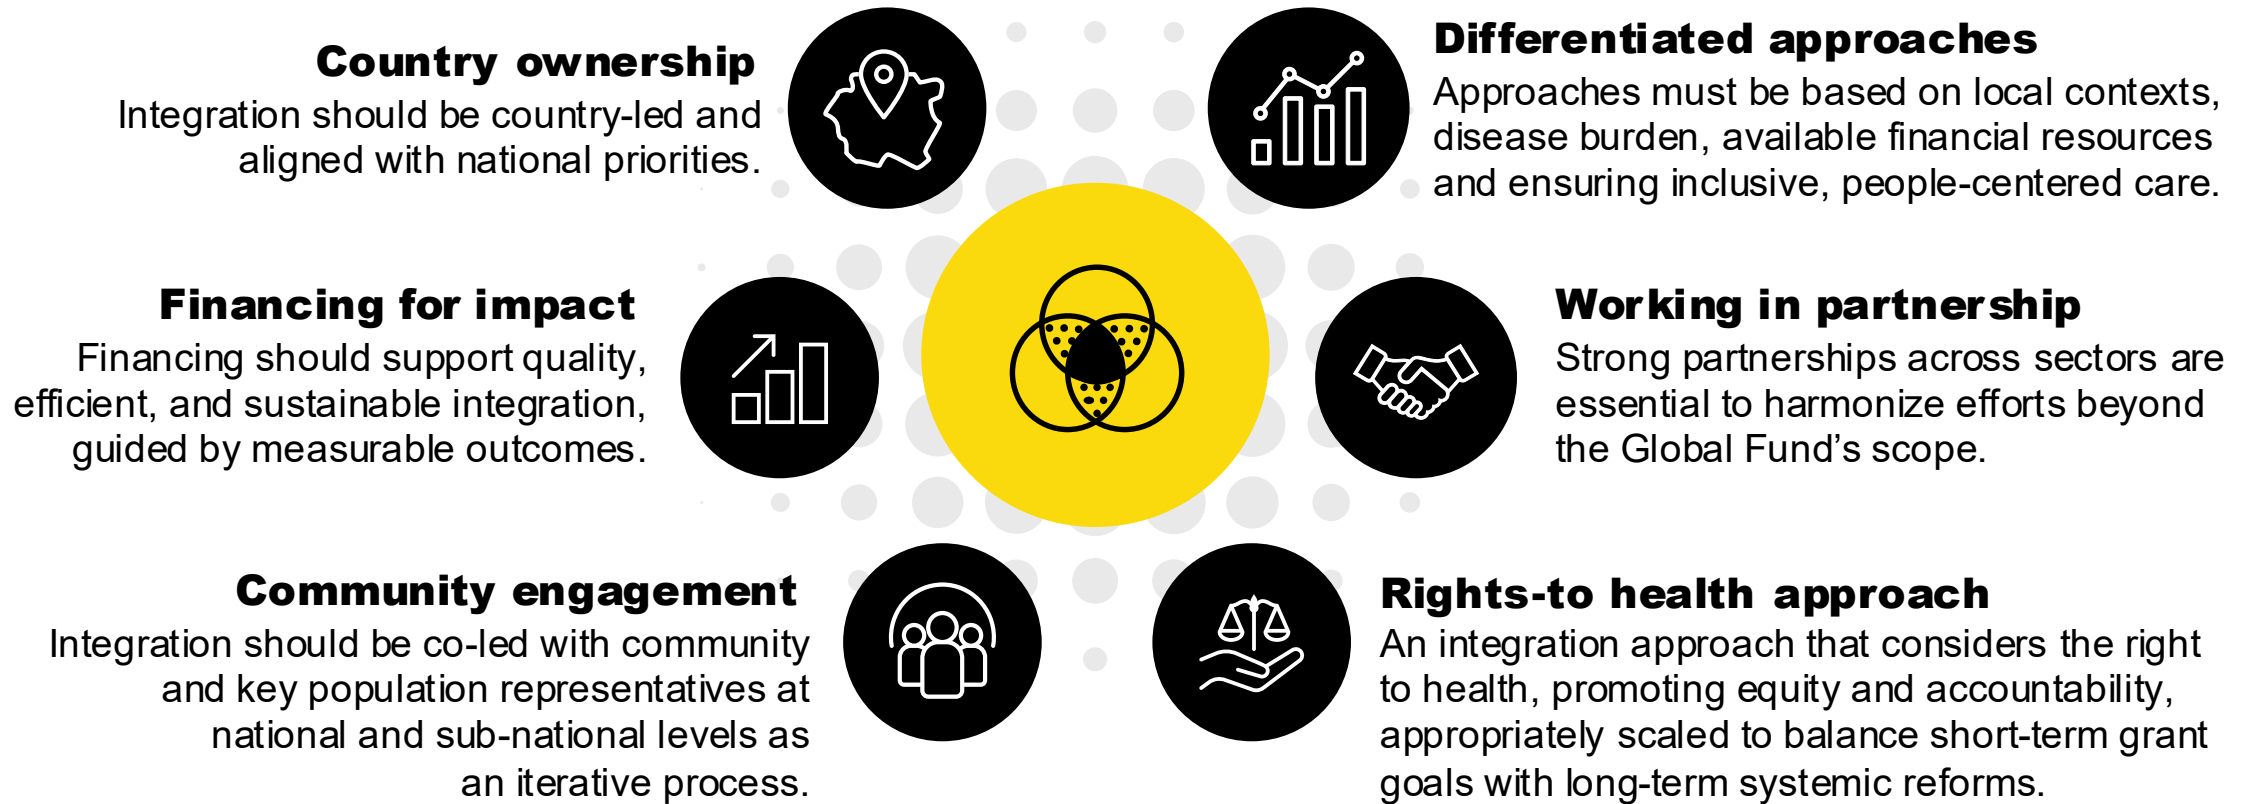 Country ownership
Integration should be country-led and
aligned with national priorities.
Financing for impact
Financing should support quality,
efficient, and sustainable integration,
guided by measurable outcomes.
Community engagement
Integration should be co-led with community
and key population representatives at
national and sub-national levels as
an iterative process.
Differentiated approaches
Approaches must be based on local contexts,
disease burden, available financial resources
and ensuring inclusive, people-centered care.
Working in partnership
Strong partnerships across sectors are
essential to harmonize efforts beyond
the Global Fund’s scope.
Rights-to health approach
An integration approach that considers the right
to health, promoting equity and accountability,
appropriately scaled to balance short-term grant
goals with long-term systemic reforms.